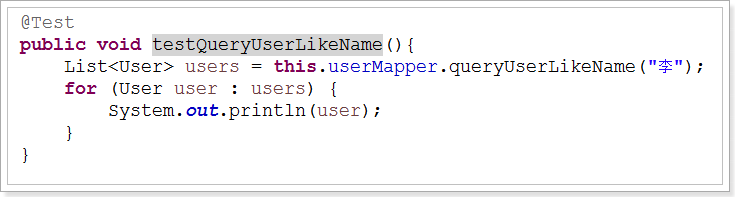 @Test
public void testQueryUserLikeName(){
    List<User> users = this.userMapper.queryUserLikeName("李");
    for (User user : users) {
        System.out.println(user);
    }
}